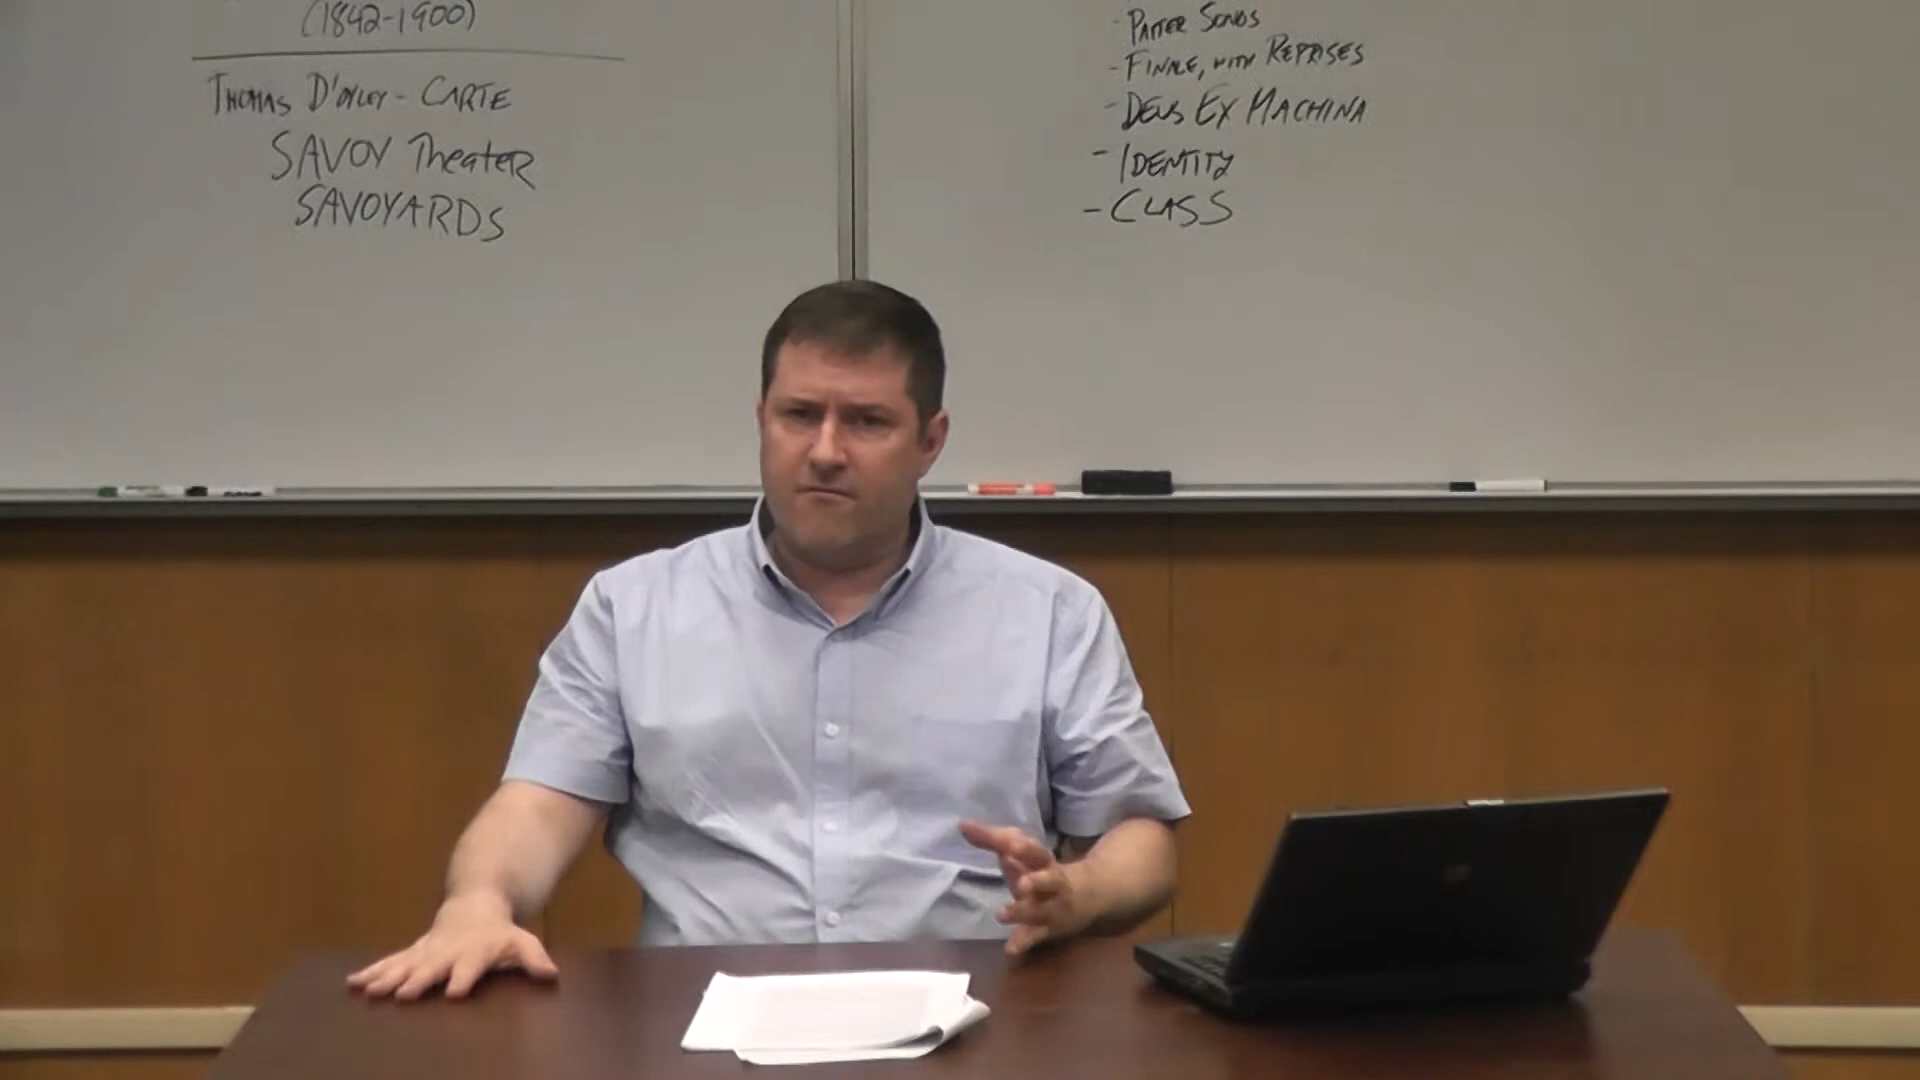 (1842-1900)
THOMAS D'OYLEY - CARTE
SAVOY TheateR
SAVOYARDS
- PATTER SONGS
- FINALE, WITH REPRISES
- DEUS EX MACHINA
- IDENTITY
- CLASS